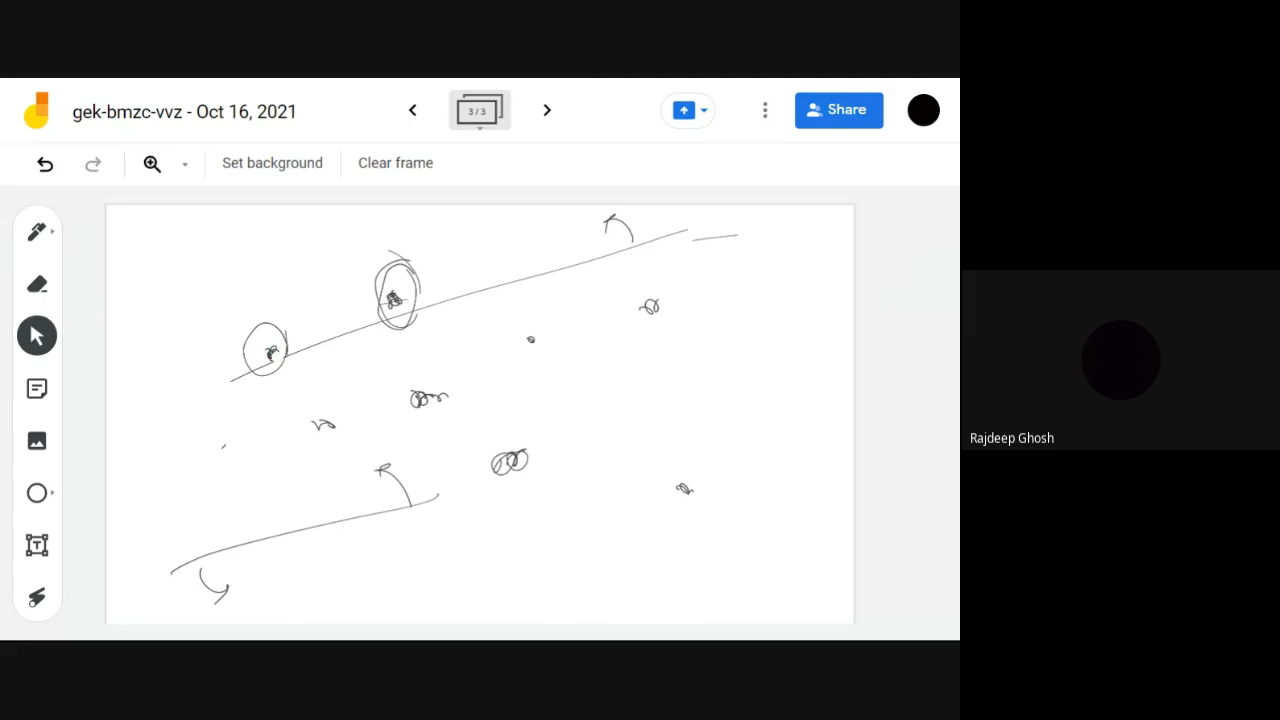 gek-bmzc-vvz - Oct 16, 2021
3 / 3
Share
Set background
Clear frame
T
Rajdeep Ghosh